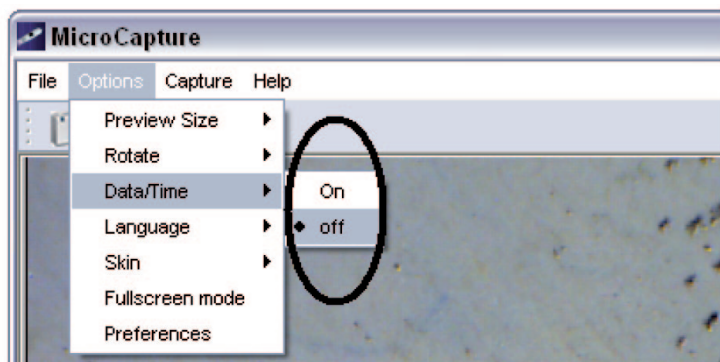 MicroCapture
File Options Capture Help
Preview Size
Rotate
Data/Time On
Language off
Skin
Fullscreen mode
Preferences